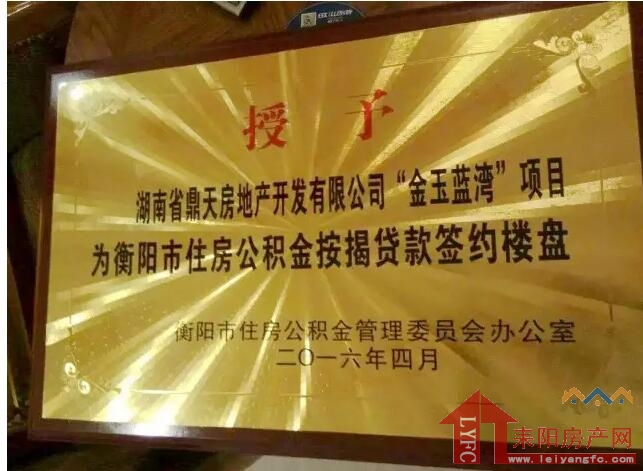 授予
湖南省鼎天房地产开发有限公司“金玉蓝湾”项目
为衡阳市住房公积金按揭贷款签约楼盘
衡阳市住房公积金管理委员会办公室
二〇一六年四月
LYFC
耒阳房产网
www.leiyangfc.com